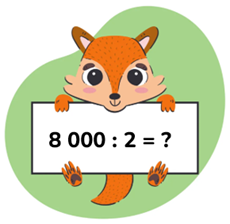 8 000 : 2 = ?